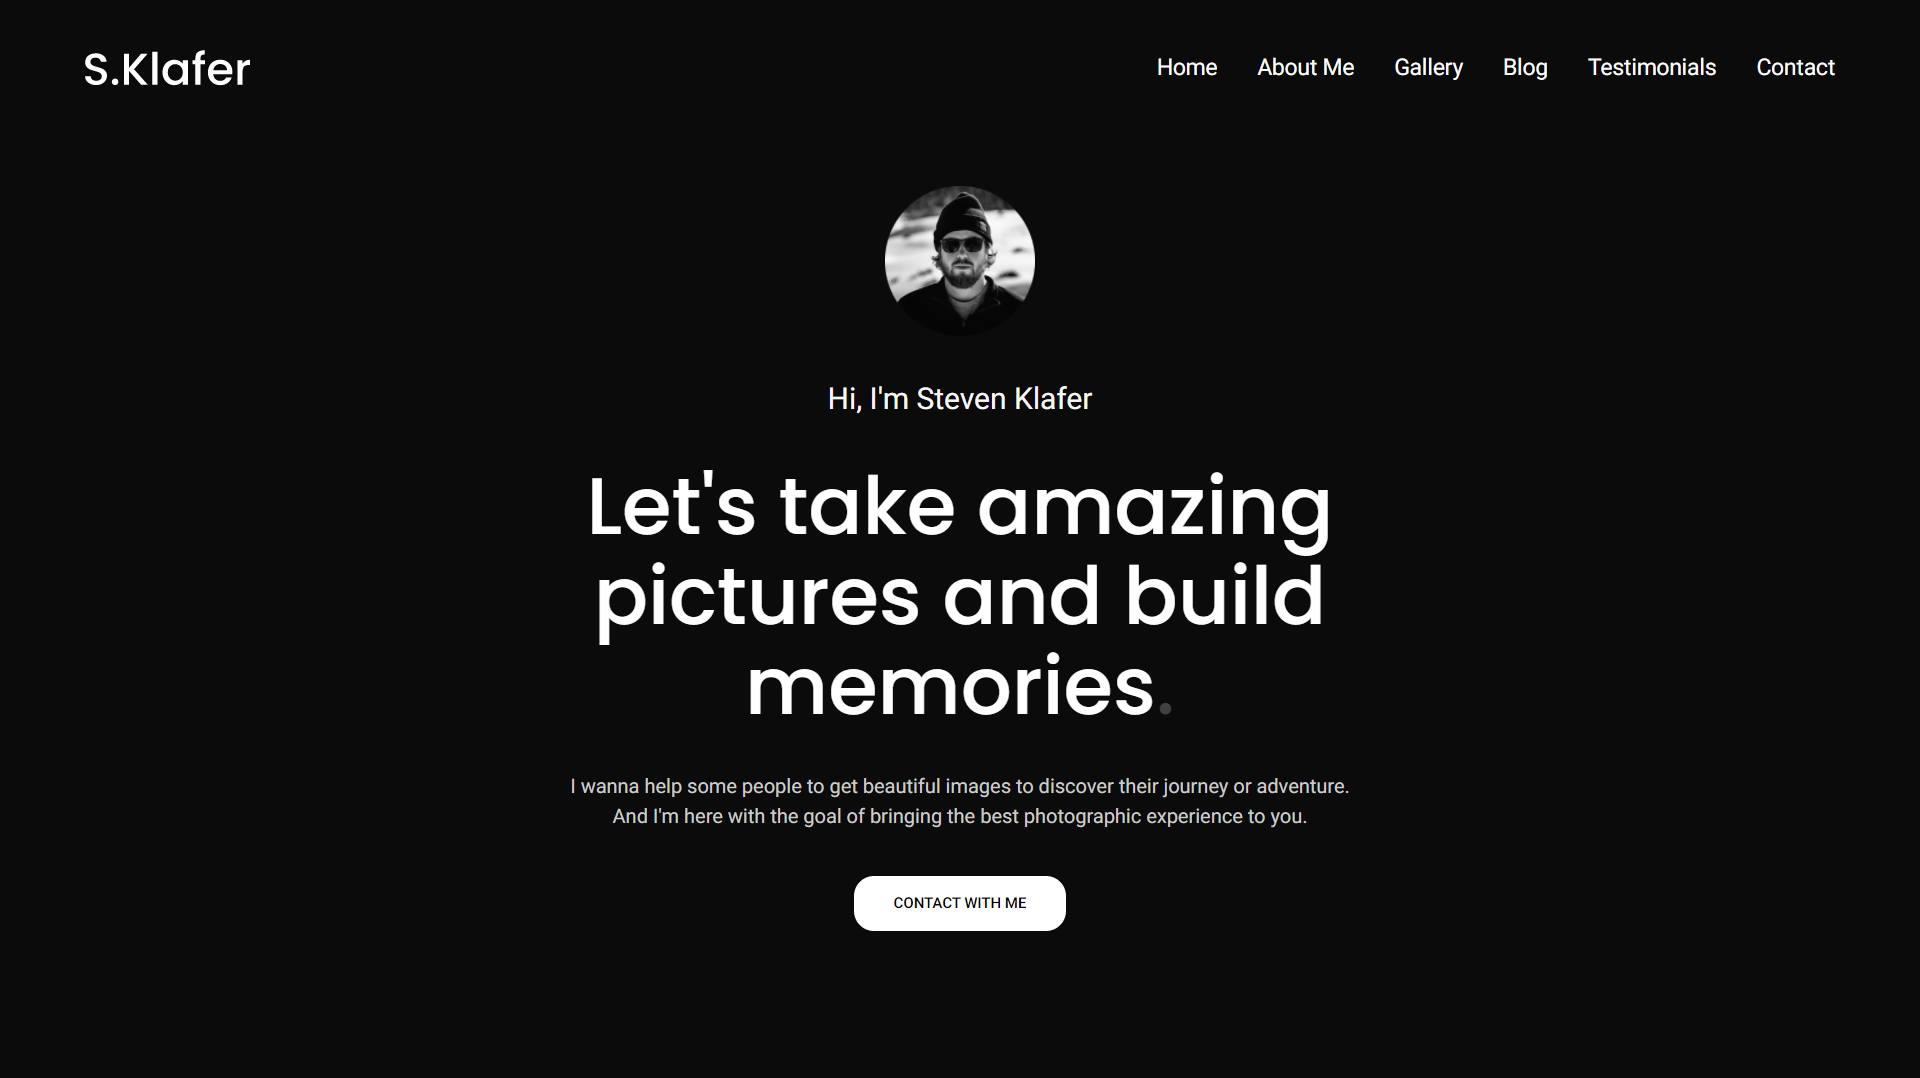 S.Klafer
Home About Me Gallery Blog Testimonials Contact
Hi, I'm Steven Klafer
Let's take amazing
pictures and build
memories.
I wanna help some people to get beautiful images to discover their journey or adventure.
And I'm here with the goal of bringing the best photographic experience to you.
CONTACT WITH ME